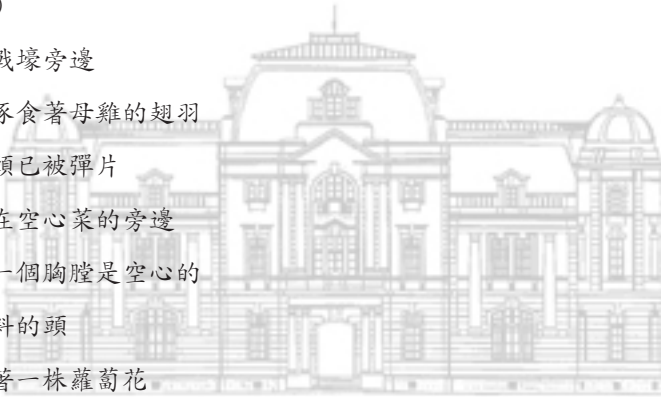 )
戰壕旁邊
啄食著母雞的翅羽
頭已被彈片
在空心菜的旁邊
一個胸膛是空心的
斜的頭
著一株蘿蔔花